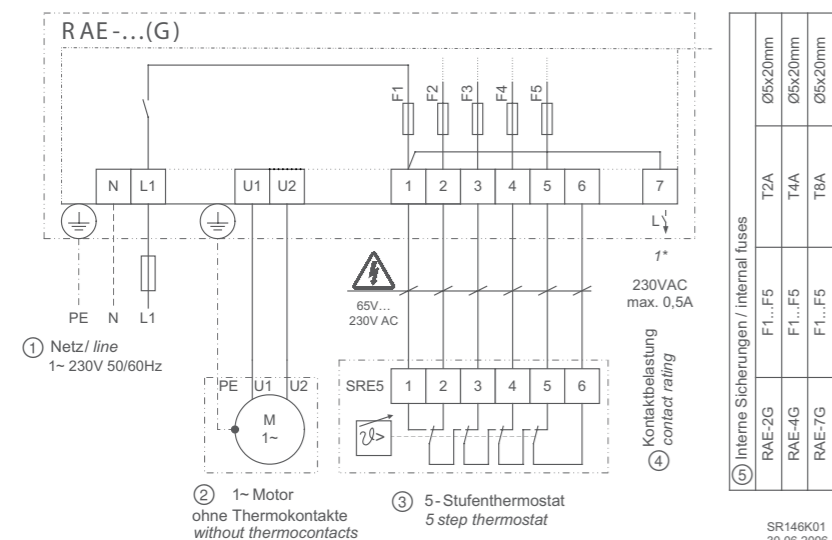 RAE-...(G)
F1 F2 F3 F4 F5
N L1 U1 U2 1 2 3 4 5 6 7
L
1*
230VAC
max. 0,5A
65V...
230V AC
PE N L1
① Netz/ line
1~ 230V 50/60Hz
PE U1 U2
M
1~
② 1~ Motor
ohne Thermokontakte
without thermocontacts
SRE5 1 2 3 4 5 6
③ 5-Stufenthermostat
5 step thermostat
④ Kontaktbelastung
contact rating
⑤ Interne Sicherungen / internal fuses
RAE-2G F1...F5 T2A Ø5x20mm
RAE-4G F1...F5 T4A Ø5x20mm
RAE-7G F1...F5 T8A Ø5x20mm
SR146K01
30.06.2006